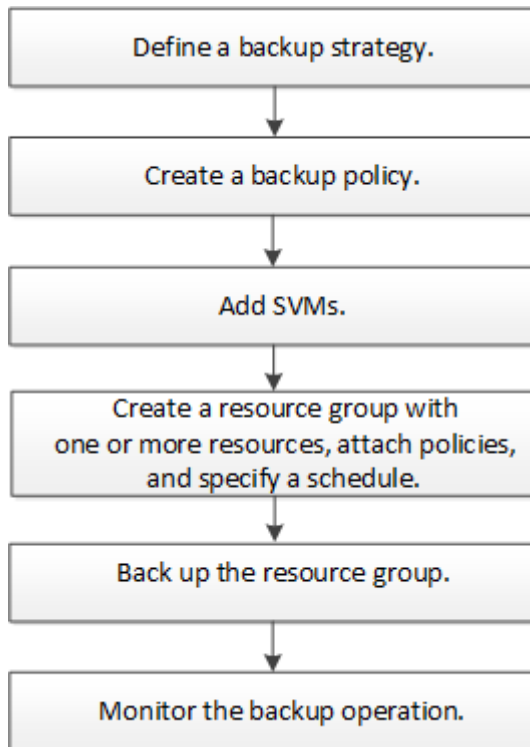 Define a backup strategy.
Create a backup policy.
Add SVMs.
Create a resource group with
one or more resources, attach policies,
and specify a schedule.
Back up the resource group.
Monitor the backup operation.